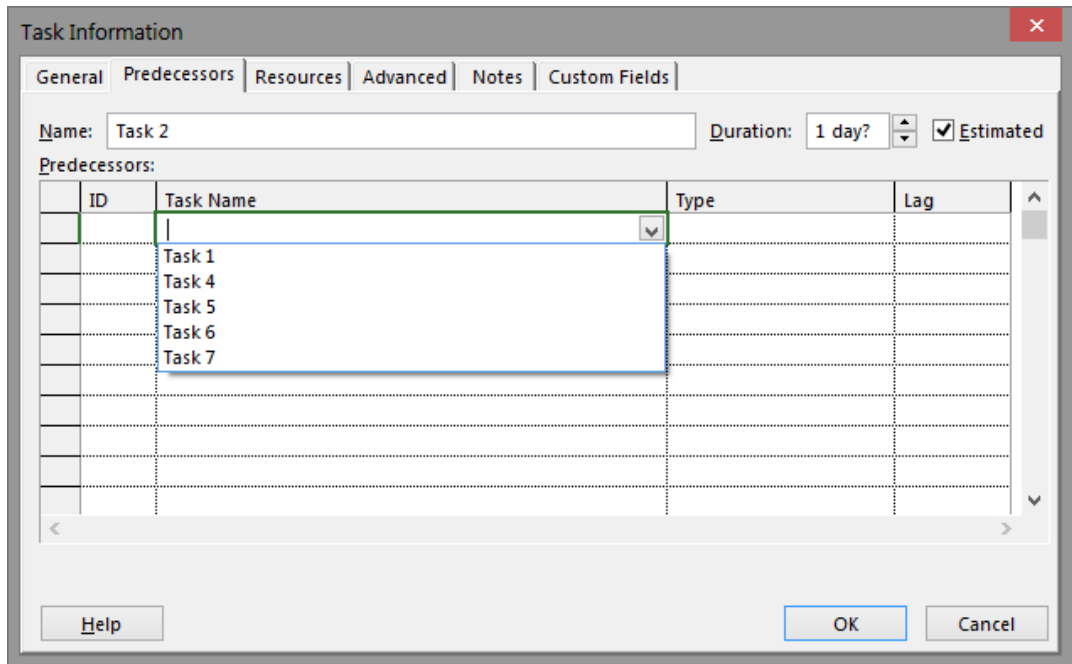 Task Information
General Predecessors Resources Advanced Notes Custom Fields
Name: Task 2 Duration: 1 day? Estimated
Predecessors:
ID Task Name Type Lag
Task 1
Task 4
Task 5
Task 6
Task 7
Help OK Cancel